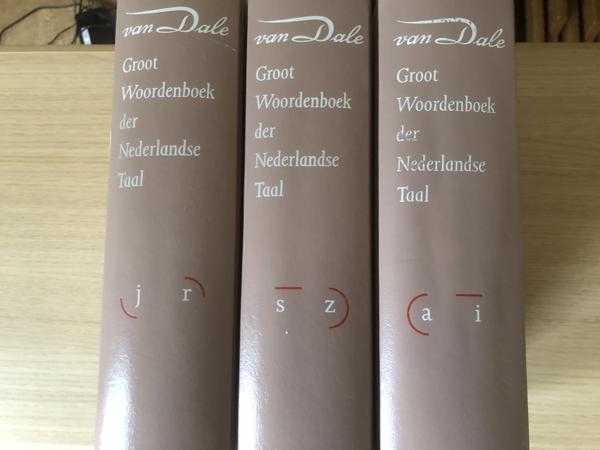 van Dale
Groot
Woordenboek
der
Nederlandse
Taal
j r
van Dale
Groot
Woordenboek
der
Nederlandse
Taal
s z
van Dale
Groot
Woordenboek
der
Nederlandse
Taal
a i